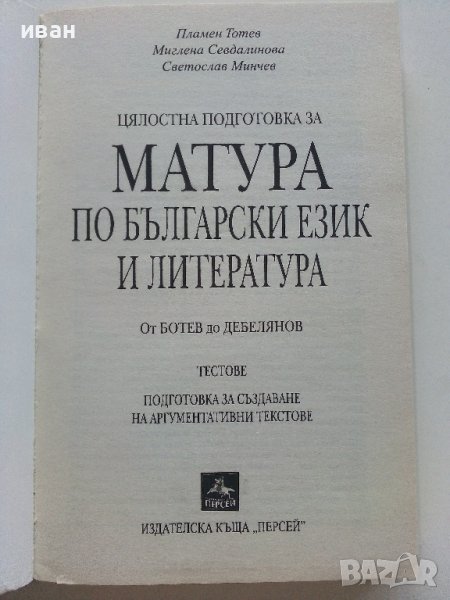 иван
Пламен Тотев
Миглена Севдалинова
Светослав Минчев
ЦЯЛОСТНА ПОДГОТОВКА ЗА
МАТУРА
ПО БЪЛГАРСКИ ЕЗИК
И ЛИТЕРАТУРА
От БОТЕВ до ДЕБЕЛЯНОВ
ТЕСТОВЕ
ПОДГОТОВКА ЗА СЪЗДАВАНЕ
НА АРГУМЕНТАТИВНИ ТЕКСТОВЕ
ПЕРСЕЙ
ИЗДАТЕЛСКА КЪЩА „ПЕРСЕЙ"
BAZAR